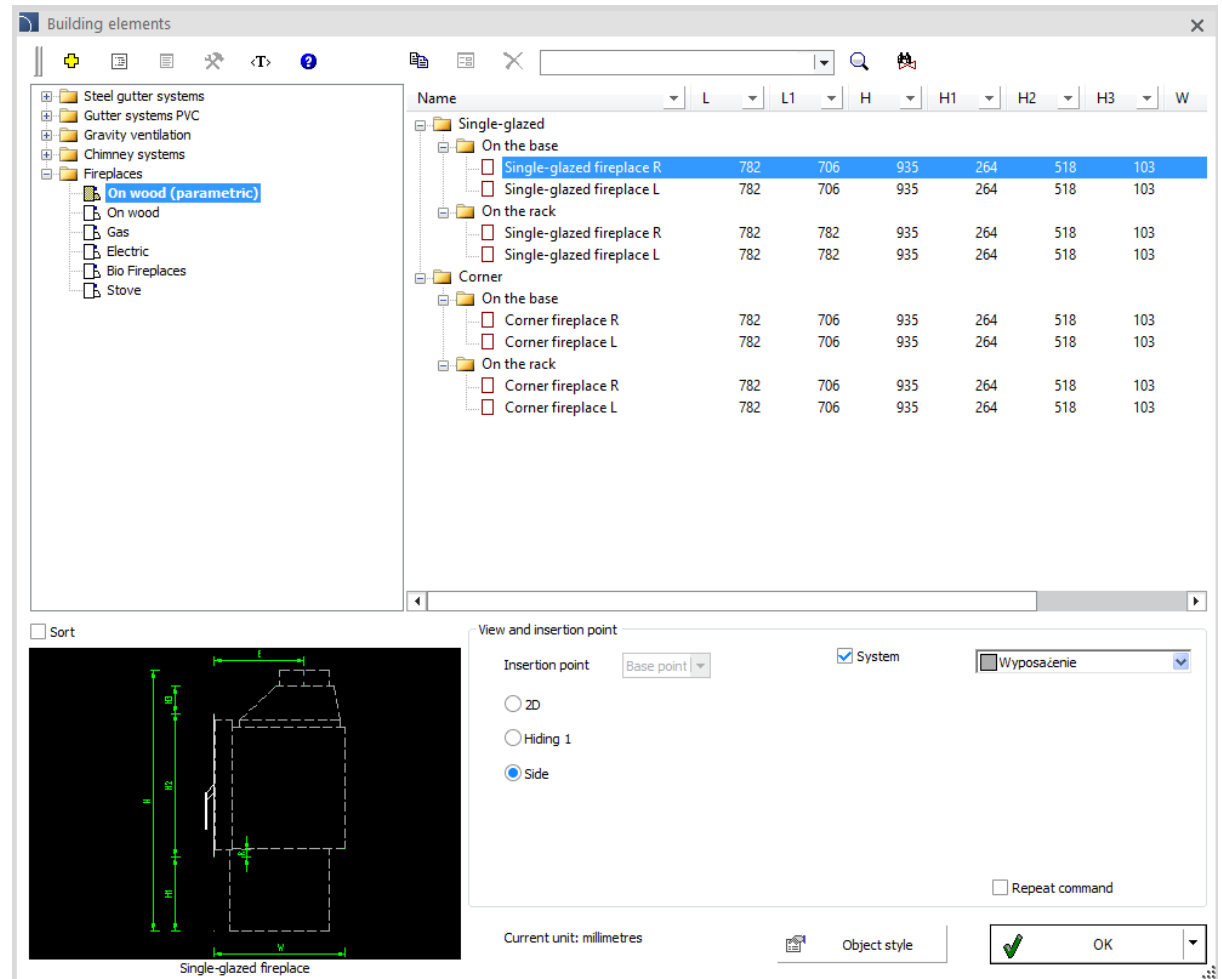 Building elements
<T>
Steel gutter systems
Gutter systems PVC
Gravity ventilation
Chimney systems
Fireplaces
On wood (parametric)
On wood
Gas
Electric
Bio Fireplaces
Stove
Name L L1 H H1 H2 H3 W
Single-glazed
On the base
Single-glazed fireplace R 782 706 935 264 518 103
Single-glazed fireplace L 782 706 935 264 518 103
On the rack
Single-glazed fireplace R 782 782 935 264 518 103
Single-glazed fireplace L 782 782 935 264 518 103
Corner
On the base
Corner fireplace R 782 706 935 264 518 103
Corner fireplace L 782 706 935 264 518 103
On the rack
Corner fireplace R 782 706 935 264 518 103
Corner fireplace L 782 706 935 264 518 103
Sort
H3
H2
H
H1
W
Single-glazed fireplace
View and insertion point
Insertion point Base point
System
Wyposażenie
2D
Hiding 1
Side
Repeat command
Current unit: millimetres
Object style
OK